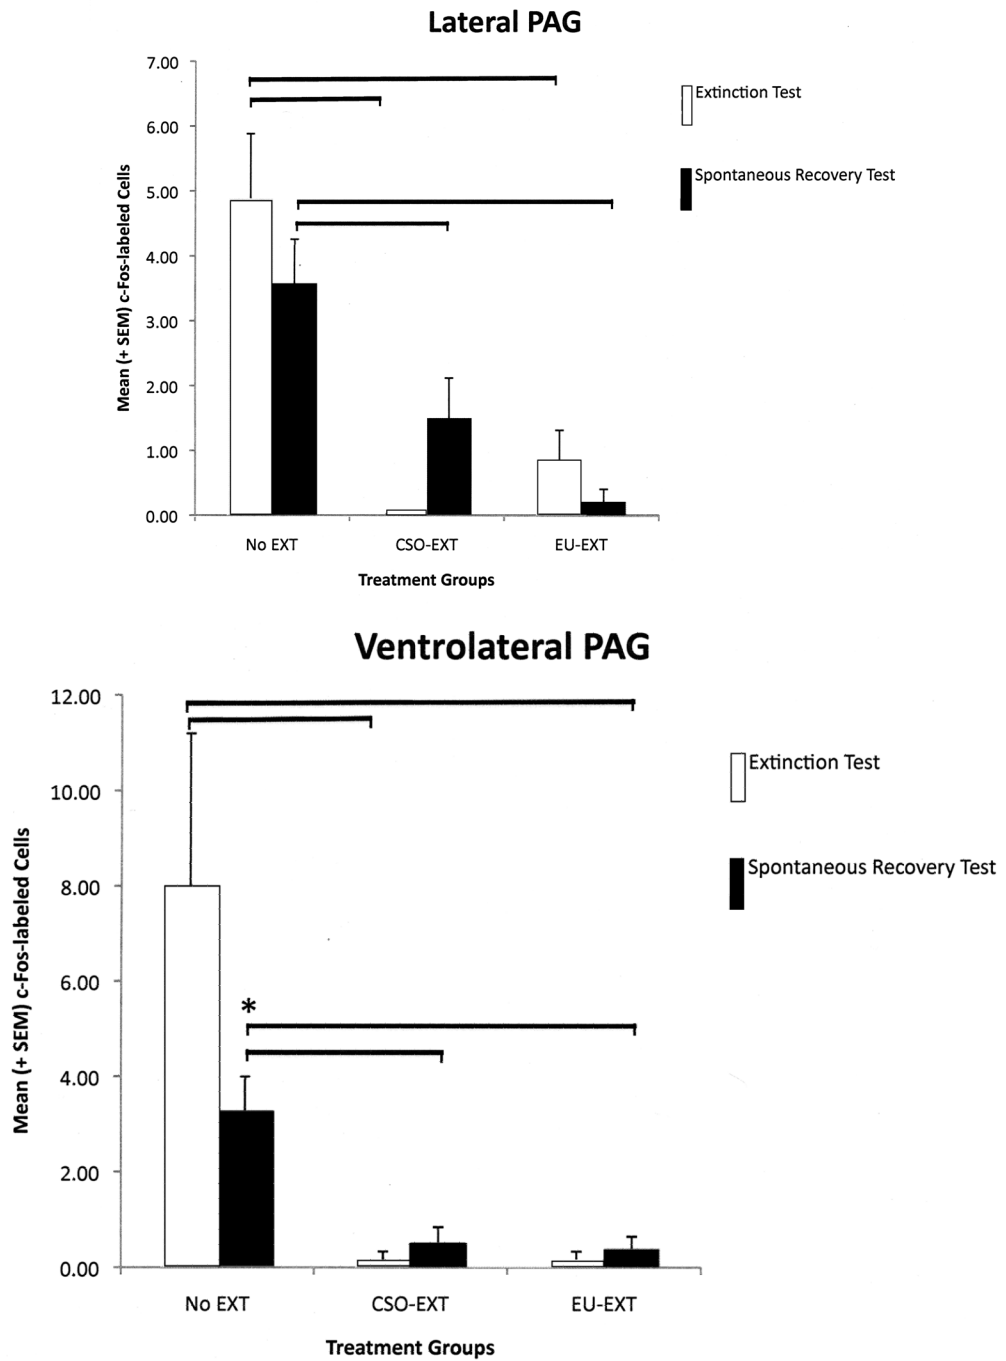 Lateral PAG
7.00
6.00
5.00
4.00
3.00
2.00
1.00
0.00
Mean (+ SEM) c-Fos-labeled Cells
Extinction Test
Spontaneous Recovery Test
No EXT
CSO-EXT
EU-EXT
Treatment Groups
Ventrolateral PAG
12.00
10.00
8.00
6.00
4.00
2.00
0.00
Mean (+ SEM) c-Fos-labeled Cells
Extinction Test
Spontaneous Recovery Test
*
No EXT
CSO-EXT
EU-EXT
Treatment Groups